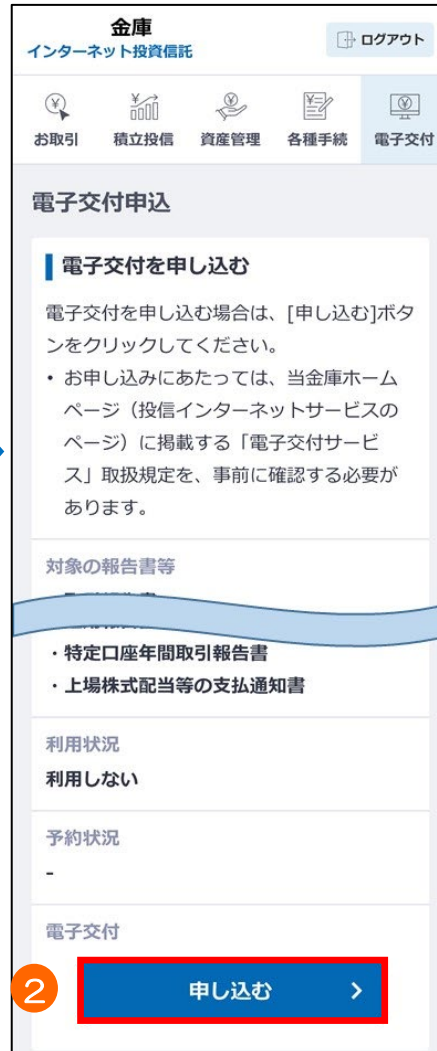 金庫
インターネット投資信託
ログアウト
お取引
積立投信
資産管理
各種手続
電子交付
電子交付申込
電子交付を申し込む
電子交付を申し込む場合は、[申し込む]ボタ
ンをクリックしてください。
・お申し込みにあたっては、当金庫ホーム
ページ（投信インターネットサービスの
ページ）に掲載する「電子交付サービ
ス」取扱規定を、事前に確認する必要が
あります。
対象の報告書等
・特定口座年間取引報告書
・上場株式配当等の支払通知書
利用状況
利用しない
予約状況
-
電子交付
2
申し込む